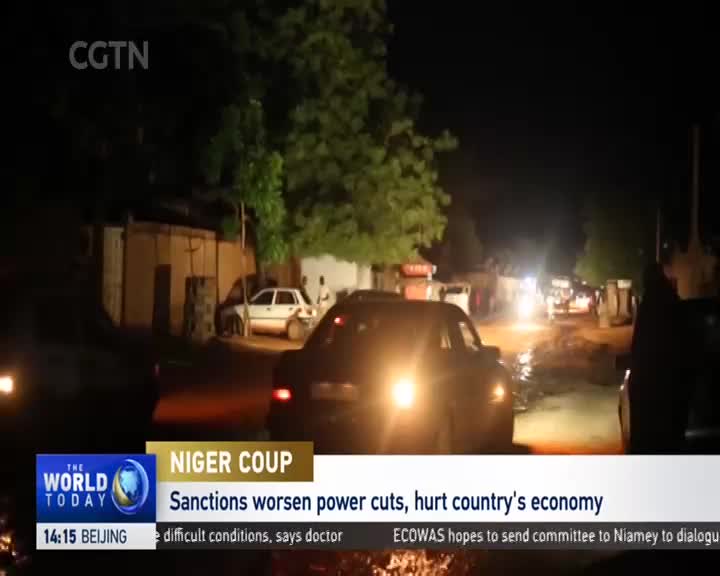 CGTN
NIGER COUP
THE
WORLD
TODAY
Sanctions worsen power cuts, hurt country's economy
14:15 BEIJING
difficult conditions, says doctor ECOWAS hopes to send committee to Niamey to dialogu